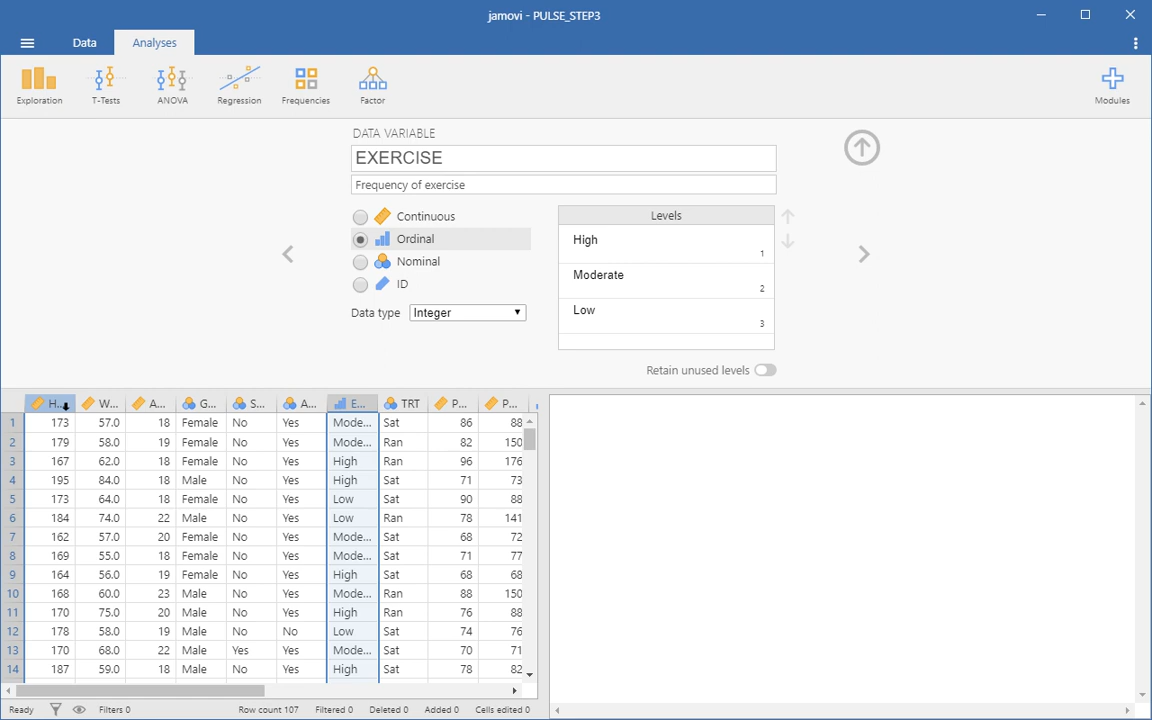 jamovi - PULSE_STEP3
Data Analyses
Exploration T-Tests ANOVA Regression Frequencies Factor Modules
DATA VARIABLE
EXERCISE
Frequency of exercise
Continuous
Ordinal
Nominal
ID
Data type Integer
Levels
High
1
Moderate
2
Low
3
Retain unused levels
H... W... A... G... S... A... E... TRT P... P...
1 173 57.0 18 Female No Yes Mode... Sat 86 88
2 179 58.0 19 Female No Yes Mode... Ran 82 150
3 167 62.0 18 Female No Yes High Ran 96 176
4 195 84.0 18 Male No Yes High Sat 71 73
5 173 64.0 18 Female No Yes Low Sat 90 88
6 184 74.0 22 Male No Yes Low Ran 78 141
7 162 57.0 20 Female No Yes Mode... Sat 68 72
8 169 55.0 18 Female No Yes Mode... Sat 71 77
9 164 56.0 19 Female No Yes High Sat 68 68
10 168 60.0 23 Male No Yes Mode... Ran 88 150
11 170 75.0 20 Male No Yes High Ran 76 88
12 178 58.0 19 Male No No Low Sat 74 76
13 170 68.0 22 Male Yes Yes Mode... Sat 70 71
14 187 59.0 18 Male No Yes High Sat 78 82
Ready Filters 0 Row count 107 Filtered 0 Deleted 0 Added 0 Cells edited 0